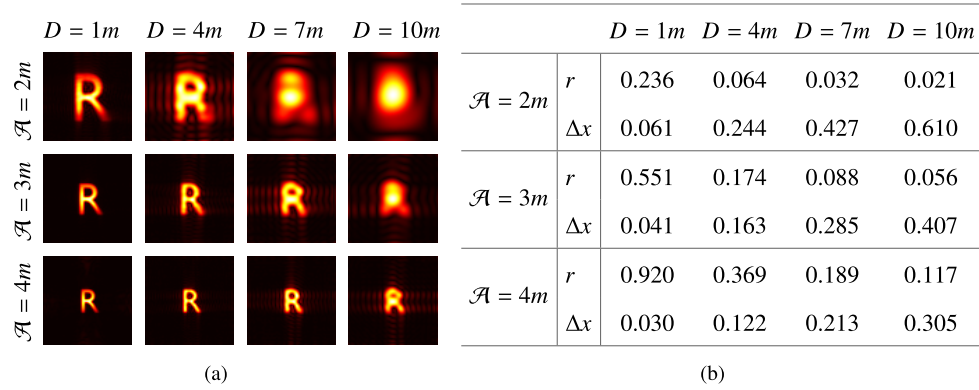 D = 1m D = 4m D = 7m D = 10m
𝒜 = 2m
R R
𝒜 = 3m
R R R R
𝒜 = 4m
R R R R
(a)
D = 1m D = 4m D = 7m D = 10m
𝒜 = 2m
r 0.236 0.064 0.032 0.021
Δx 0.061 0.244 0.427 0.610
𝒜 = 3m
r 0.551 0.174 0.088 0.056
Δx 0.041 0.163 0.285 0.407
𝒜 = 4m
r 0.920 0.369 0.189 0.117
Δx 0.030 0.122 0.213 0.305
(b)